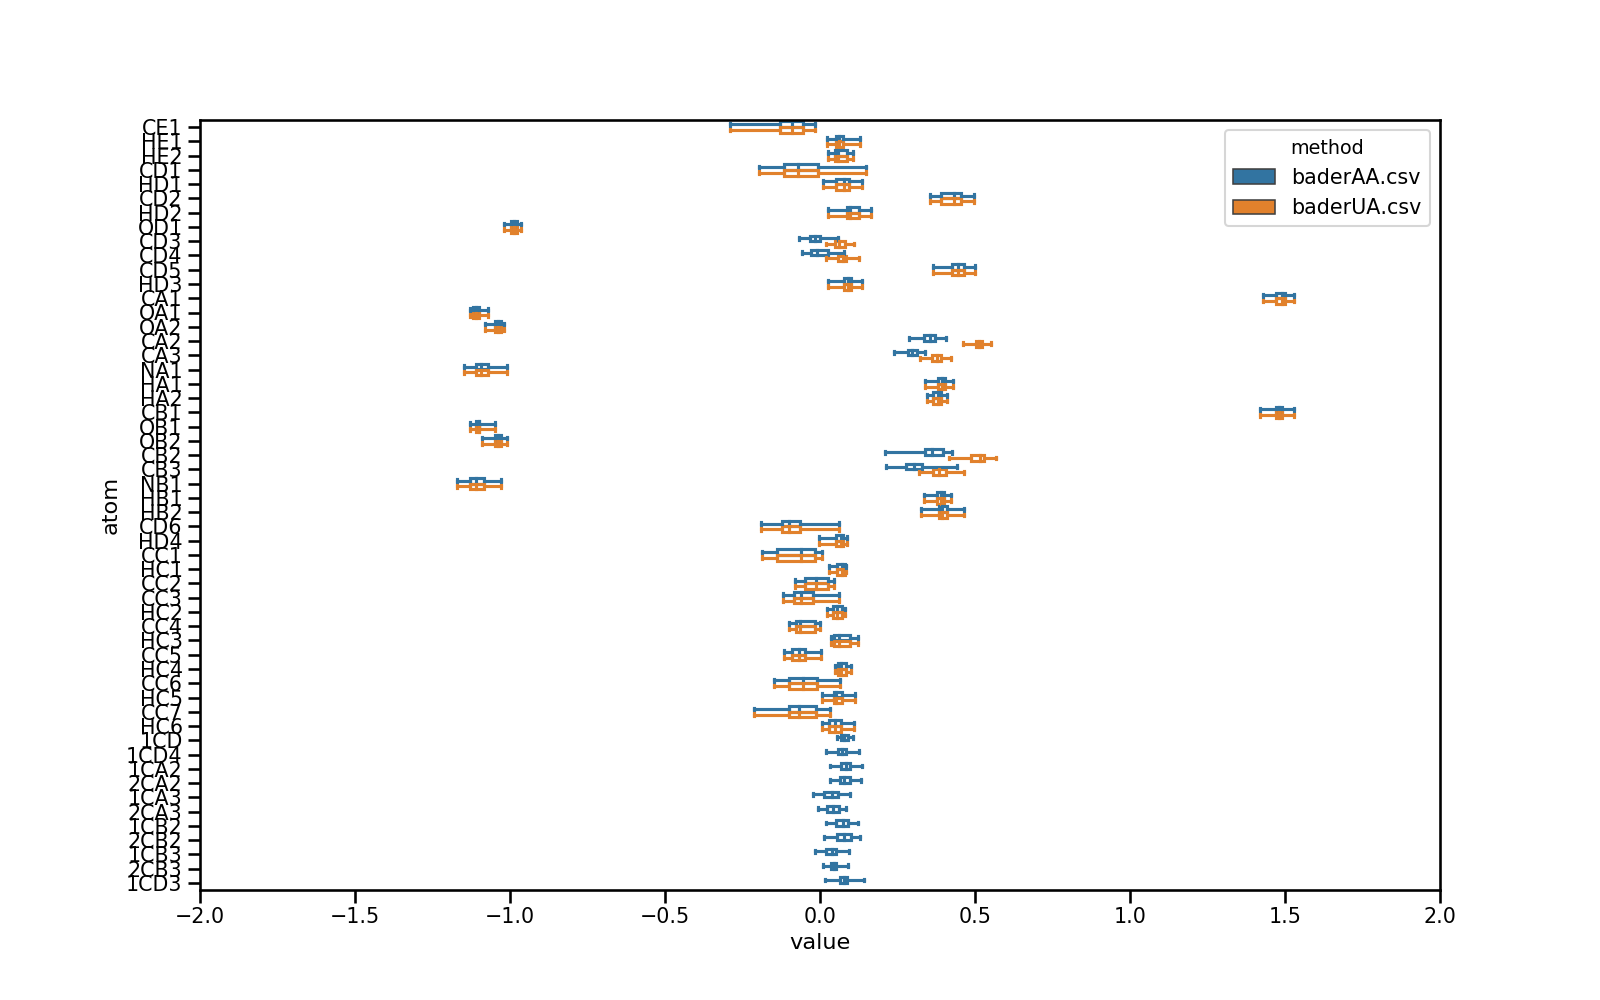 CE1
HE1
HE2
CD1
HD1
CD2
HD2
OD1
CD3
CD4
CD5
HD3
CA1
OA1
OA2
CA2
CA3
NA1
HA1
HA2
CB1
OB1
OB2
CB2
CB3
NB1
HB1
HB2
CD6
HD4
CC1
HC1
CC2
CC3
HC2
CC4
HC3
CC5
HC4
CC6
HC5
CC7
HC6
1CD
1CD4
1CA2
2CA2
1CA3
2CA3
1CB2
2CB2
1CB3
2CB3
1CD3
atom
method
baderAA.csv
baderUA.csv
−2.0 −1.5 −1.0 −0.5 0.0 0.5 1.0 1.5 2.0
value